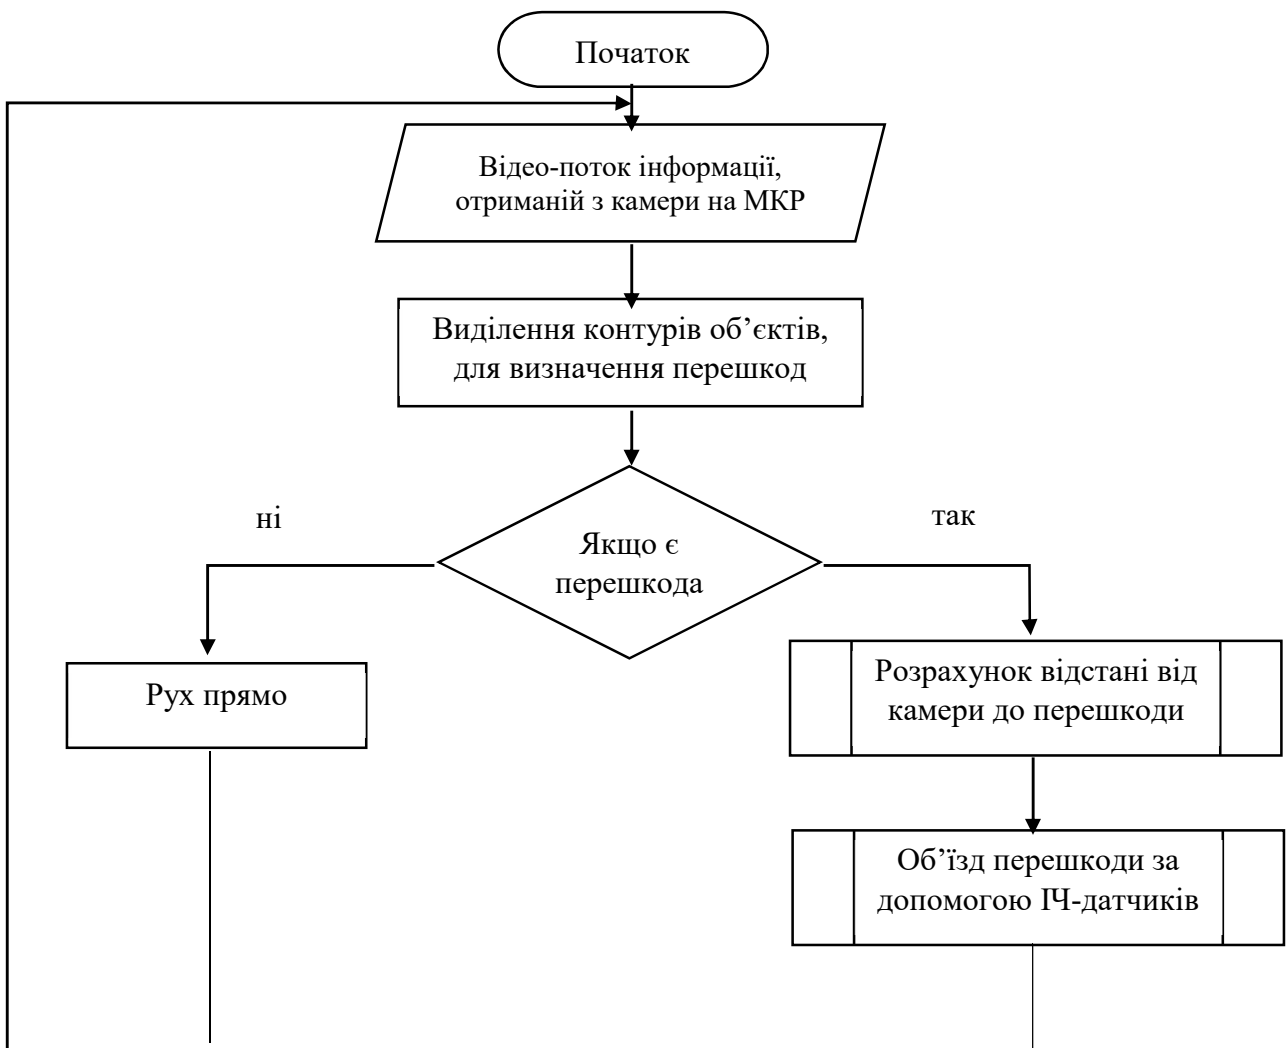 Початок
Відео-поток інформації,
отриманій з камери на МКР
Виділення контурів об’єктів,
для визначення перешкод
ні
так
Якщо є
перешкода
Рух прямо
Розрахунок відстані від
камери до перешкоди
Об’їзд перешкоди за
допомогою ІЧ-датчиків